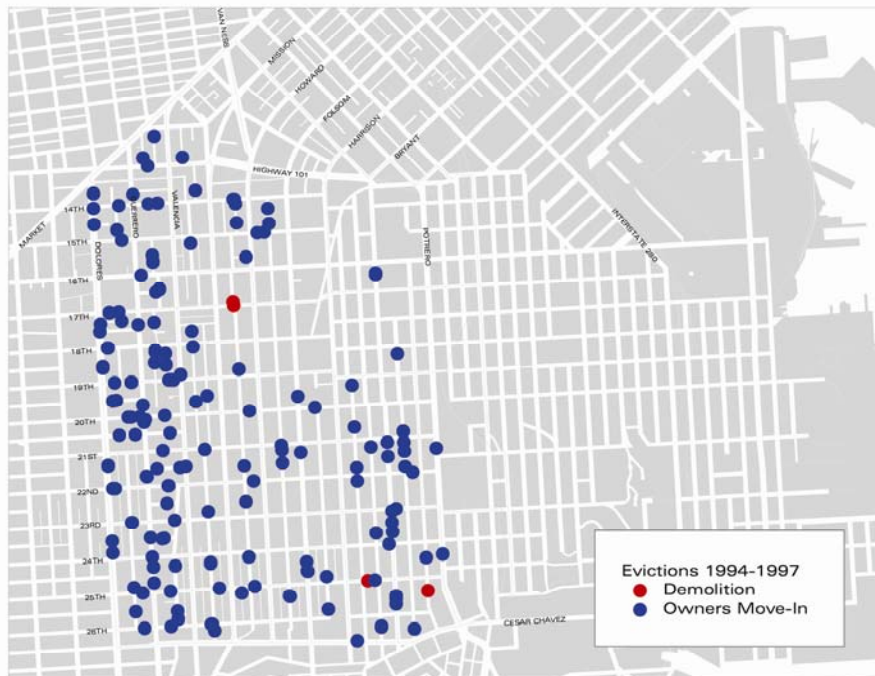 VAN NESS
MISSION
HOWARD
FOLSOM
HARRISON
BRYANT
HIGHWAY 101
MARKET
14TH
VALENCIA
DOLORES
15TH
POTRERO
INTERSTATE 280
16TH
17TH
18TH
19TH
20TH
21ST
22ND
23RD
24TH
25TH
26TH
CESAR CHAVEZ
Evictions 1994-1997
Demolition
Owners Move-In